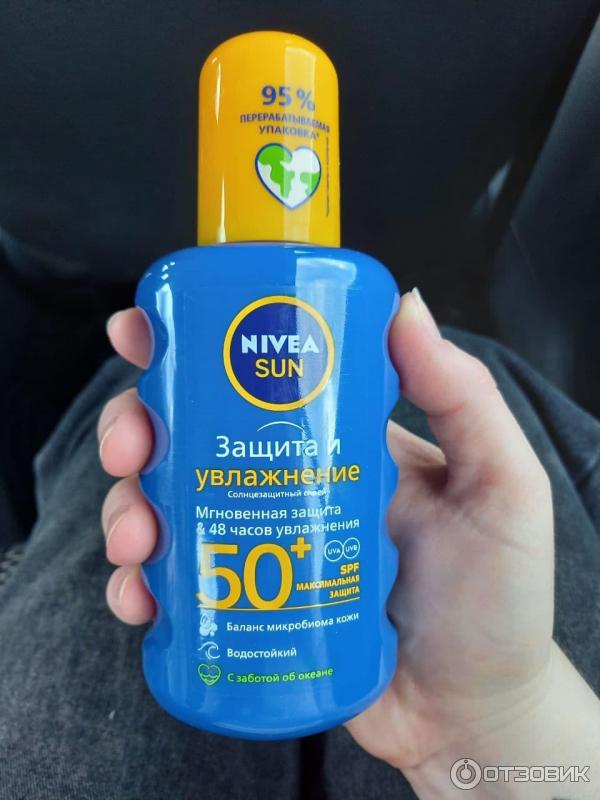 95%
ПЕРЕРАБАТЫВАЕМАЯ
УПАКОВКА*
NIVEA
SUN
Защита и
увлажнение
Солнцезащитный спрей
Мгновенная защита
& 48 часов увлажнения
50+
UVA UVB
SPF
МАКСИМАЛЬНАЯ
ЗАЩИТА
Баланс микробиома кожи
Водостойкий
С заботой об океане
ОТЗОВИК